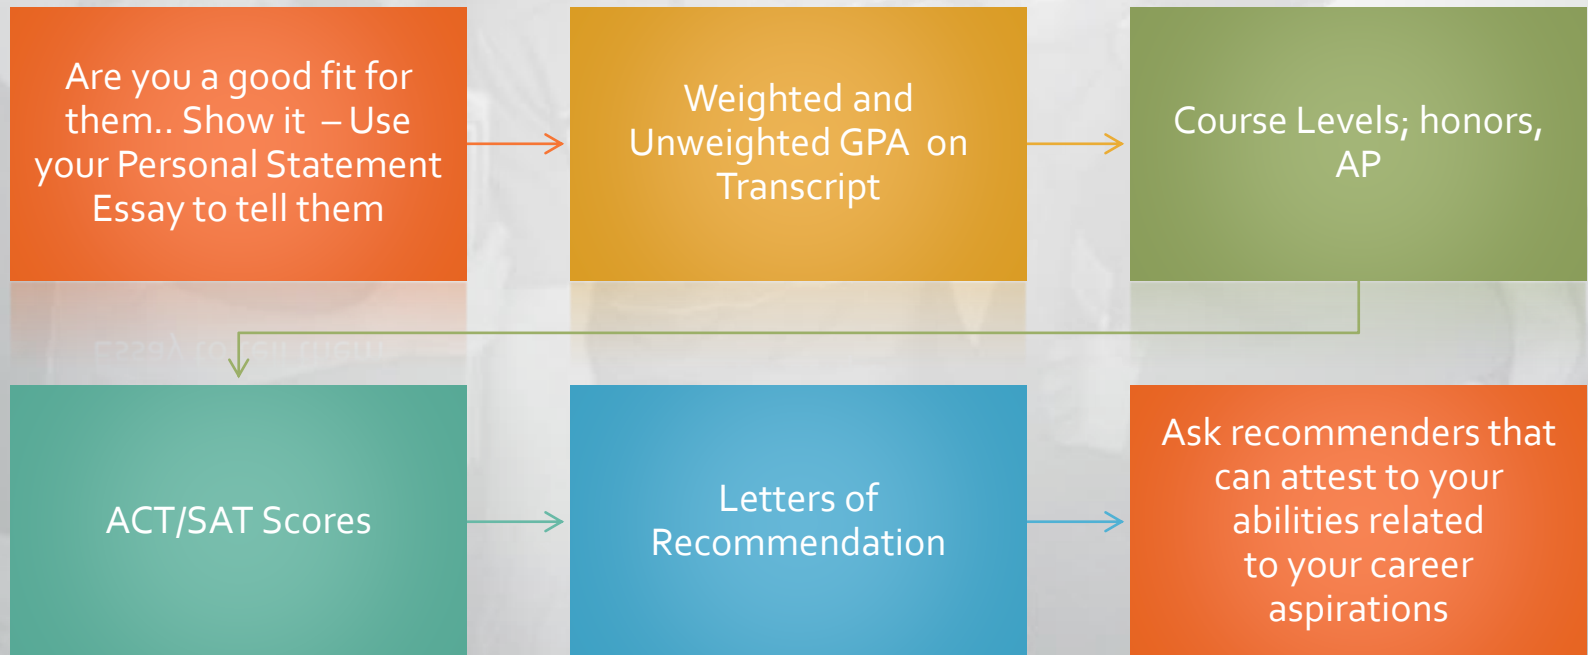 Are you a good fit for
them.. Show it – Use
your Personal Statement
Essay to tell them
Weighted and
Unweighted GPA on
Transcript
Course Levels; honors,
AP
ACT/SAT Scores
Letters of
Recommendation
Ask recommenders that
can attest to your
abilities related
to your career
aspirations